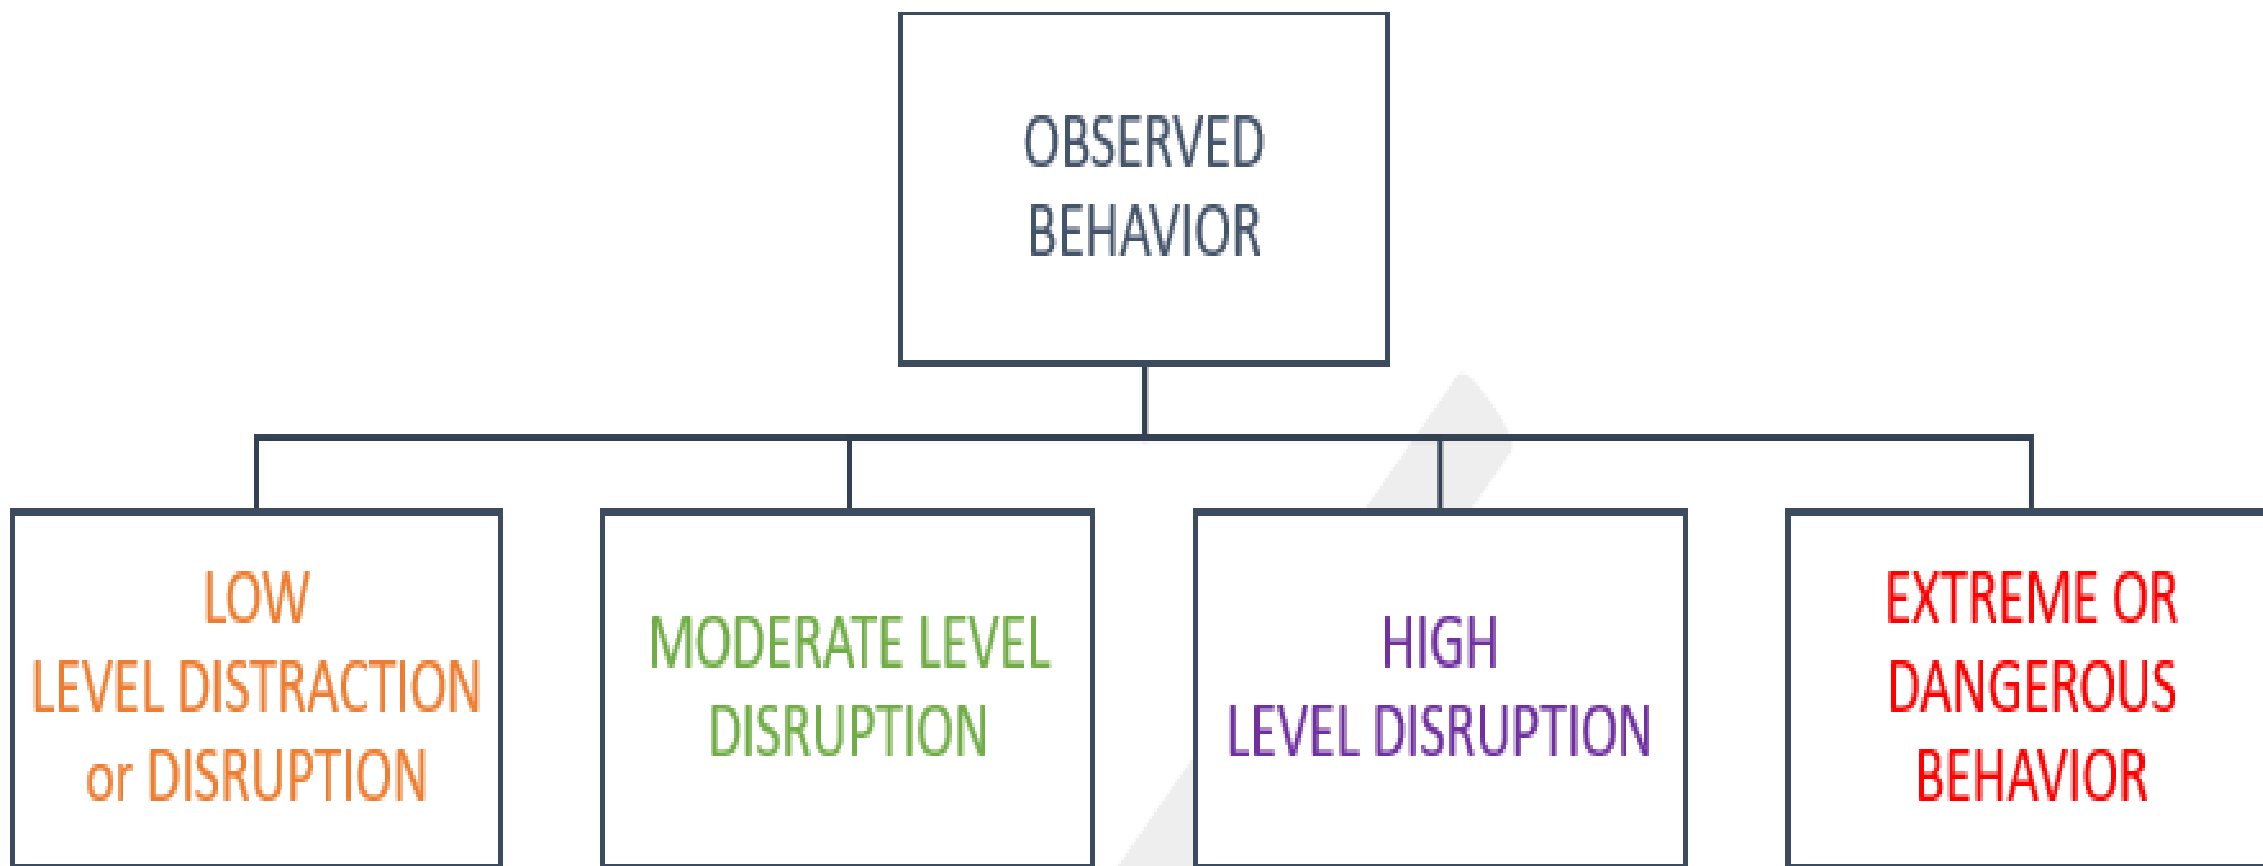 OBSERVED
BEHAVIOR
LOW
LEVEL DISTRACTION
or DISRUPTION
MODERATE LEVEL
DISRUPTION
HIGH
LEVEL DISRUPTION
EXTREME OR
DANGEROUS
BEHAVIOR